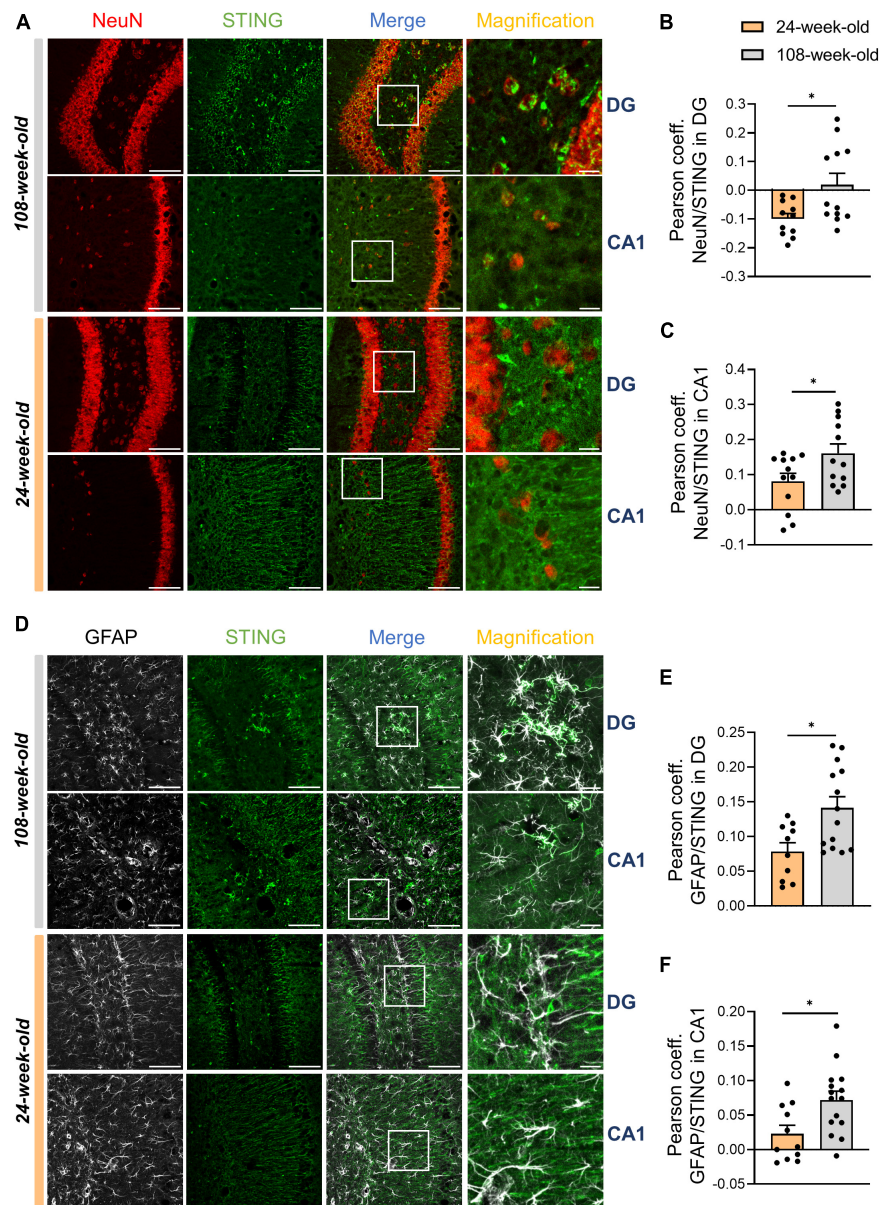 A
NeuN
STING
Merge
Magnification
108-week-old
DG
CA1
24-week-old
DG
CA1
B
24-week-old
108-week-old
*
Pearson coeff.
NeuN/STING in DG
0.3
0.2
0.1
0.0
-0.1
-0.2
-0.3
C
*
Pearson coeff.
NeuN/STING in CA1
0.4
0.3
0.2
0.1
0.0
-0.1
D
GFAP
STING
Merge
Magnification
108-week-old
DG
CA1
24-week-old
DG
CA1
E
*
Pearson coeff.
GFAP/STING in DG
0.25
0.20
0.15
0.10
0.05
0.00
F
*
Pearson coeff.
GFAP/STING in CA1
0.20
0.15
0.10
0.05
0.00
-0.05